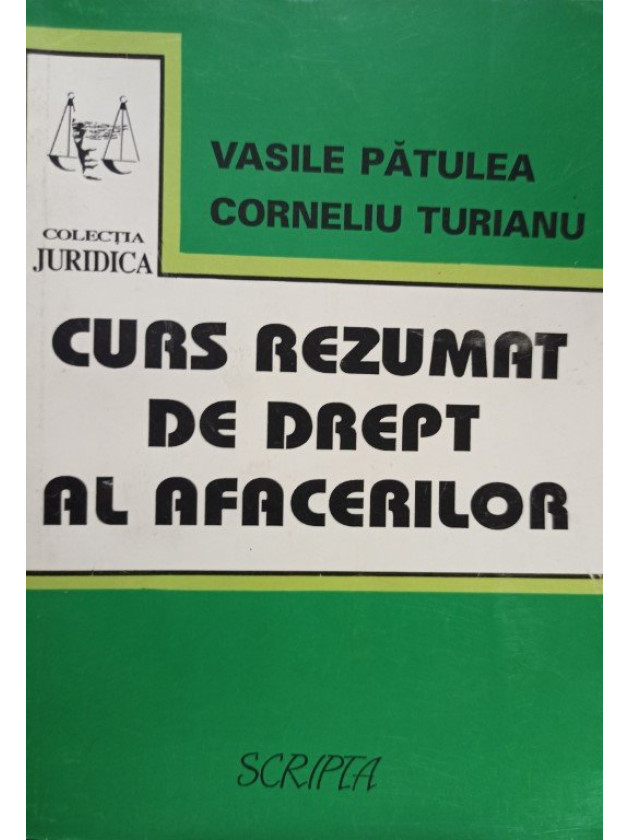 VASILE PĂTULEA
CORNELIU TURIANU
COLECȚIA
JURIDICA
CURS REZUMAT
DE DREPT
AL AFACERILOR
SCRIPTA